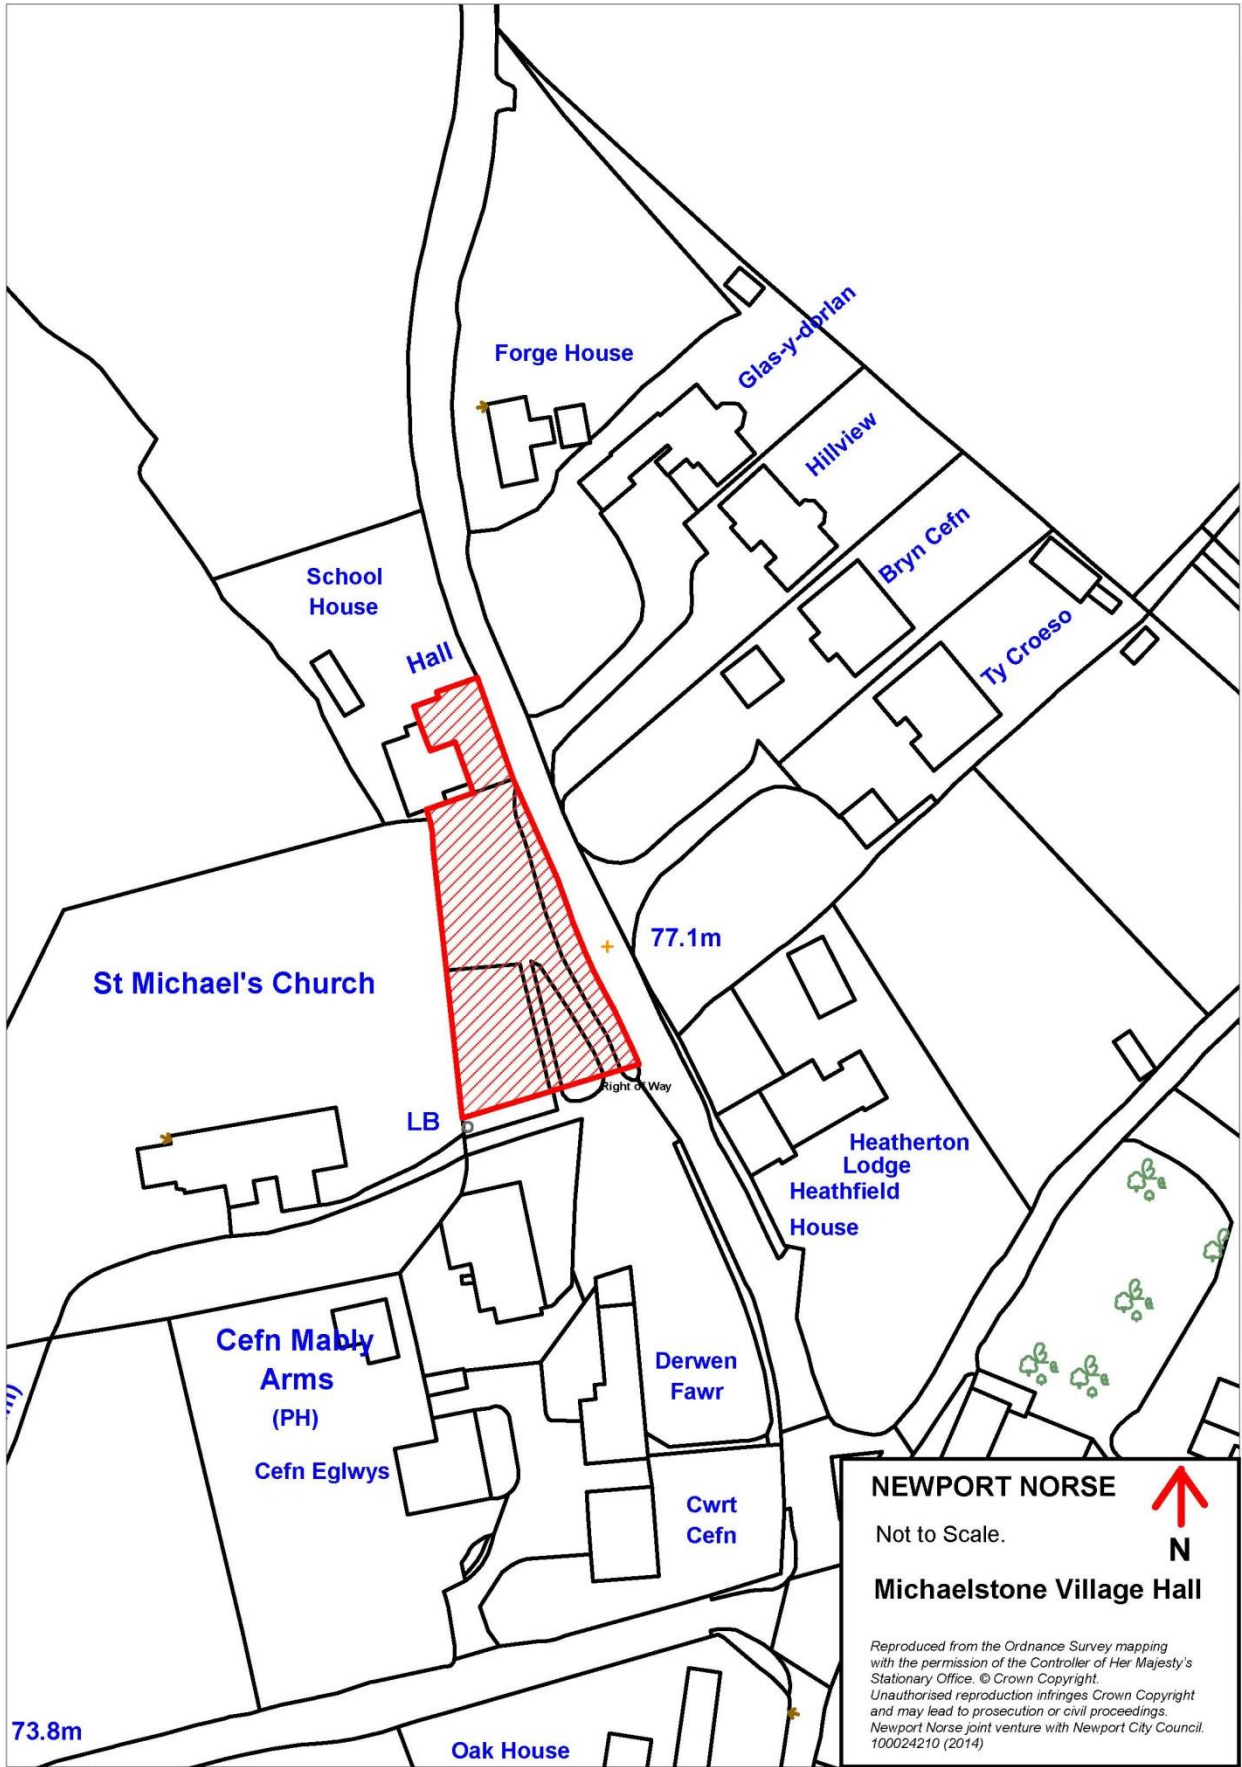 Forge House
Glas-y-dorlan
Hillview
Bryn Cefn
Ty Croeso
School
House
Hall
77.1m
St Michael's Church
Right of Way
LB
Heatherton
Lodge
Heathfield
House
Cefn Mably
Arms
(PH)
Derwen
Fawr
Cefn Eglwys
Cwrt
Cefn
73.8m
Oak House
NEWPORT NORSE
Not to Scale.
N
Michaelstone Village Hall
Reproduced from the Ordnance Survey mapping
with the permission of the Controller of Her Majesty's
Stationary Office. © Crown Copyright.
Unauthorised reproduction infringes Crown Copyright
and may lead to prosecution or civil proceedings.
Newport Norse joint venture with Newport City Council.
100024210 (2014)